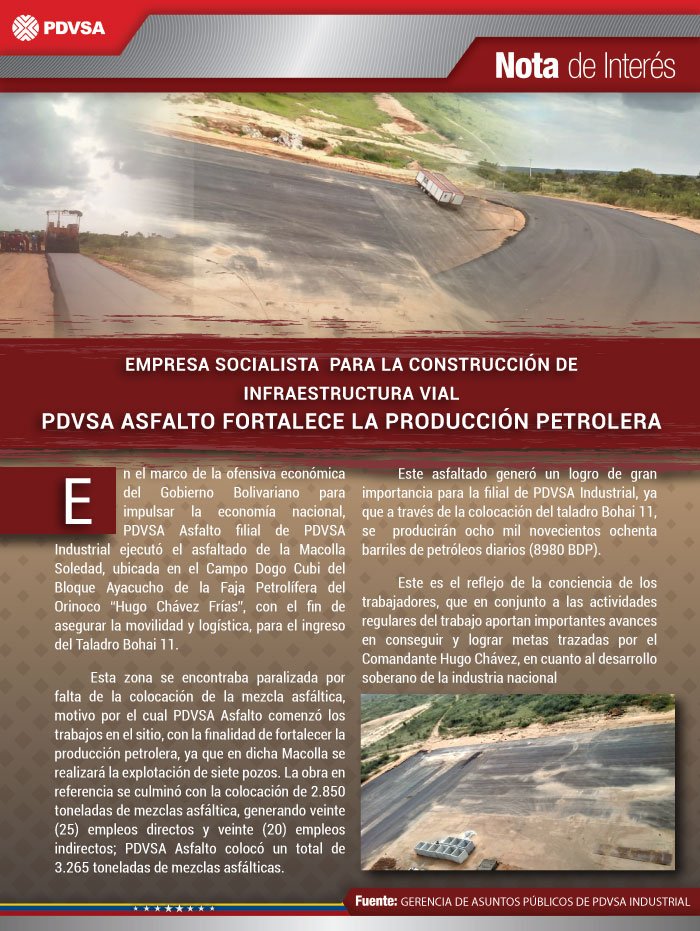 PDVSA
Nota de Interés
EMPRESA SOCIALISTA PARA LA CONSTRUCCIÓN DE
INFRAESTRUCTURA VIAL
PDVSA ASFALTO FORTALECE LA PRODUCCIÓN PETROLERA
En el marco de la ofensiva económica
del Gobierno Bolivariano para
impulsar la economía nacional,
PDVSA Asfalto filial de PDVSA
Industrial ejecutó el asfaltado de la Macolla
Soledad, ubicada en el Campo Dogo Cubi del
Bloque Ayacucho de la Faja Petrolífera del
Orinoco “Hugo Chávez Frías”, con el fin de
asegurar la movilidad y logística, para el ingreso
del Taladro Bohai 11.
Esta zona se encontraba paralizada por
falta de la colocación de la mezcla asfáltica,
motivo por el cual PDVSA Asfalto comenzó los
trabajos en el sitio, con la finalidad de fortalecer la
producción petrolera, ya que en dicha Macolla se
realizará la explotación de siete pozos. La obra en
referencia se culminó con la colocación de 2.850
toneladas de mezclas asfáltica, generando veinte
(25) empleos directos y veinte (20) empleos
indirectos; PDVSA Asfalto colocó un total de
3.265 toneladas de mezclas asfálticas.
Este asfaltado generó un logro de gran
importancia para la filial de PDVSA Industrial, ya
que a través de la colocación del taladro Bohai 11,
se producirán ocho mil novecientos ochenta
barriles de petróleos diarios (8980 BDP).
Este es el reflejo de la conciencia de los
trabajadores, que en conjunto a las actividades
regulares del trabajo aportan importantes avances
en conseguir y lograr metas trazadas por el
Comandante Hugo Chávez, en cuanto al desarrollo
soberano de la industria nacional
Fuente: GERENCIA DE ASUNTOS PÚBLICOS DE PDVSA INDUSTRIAL